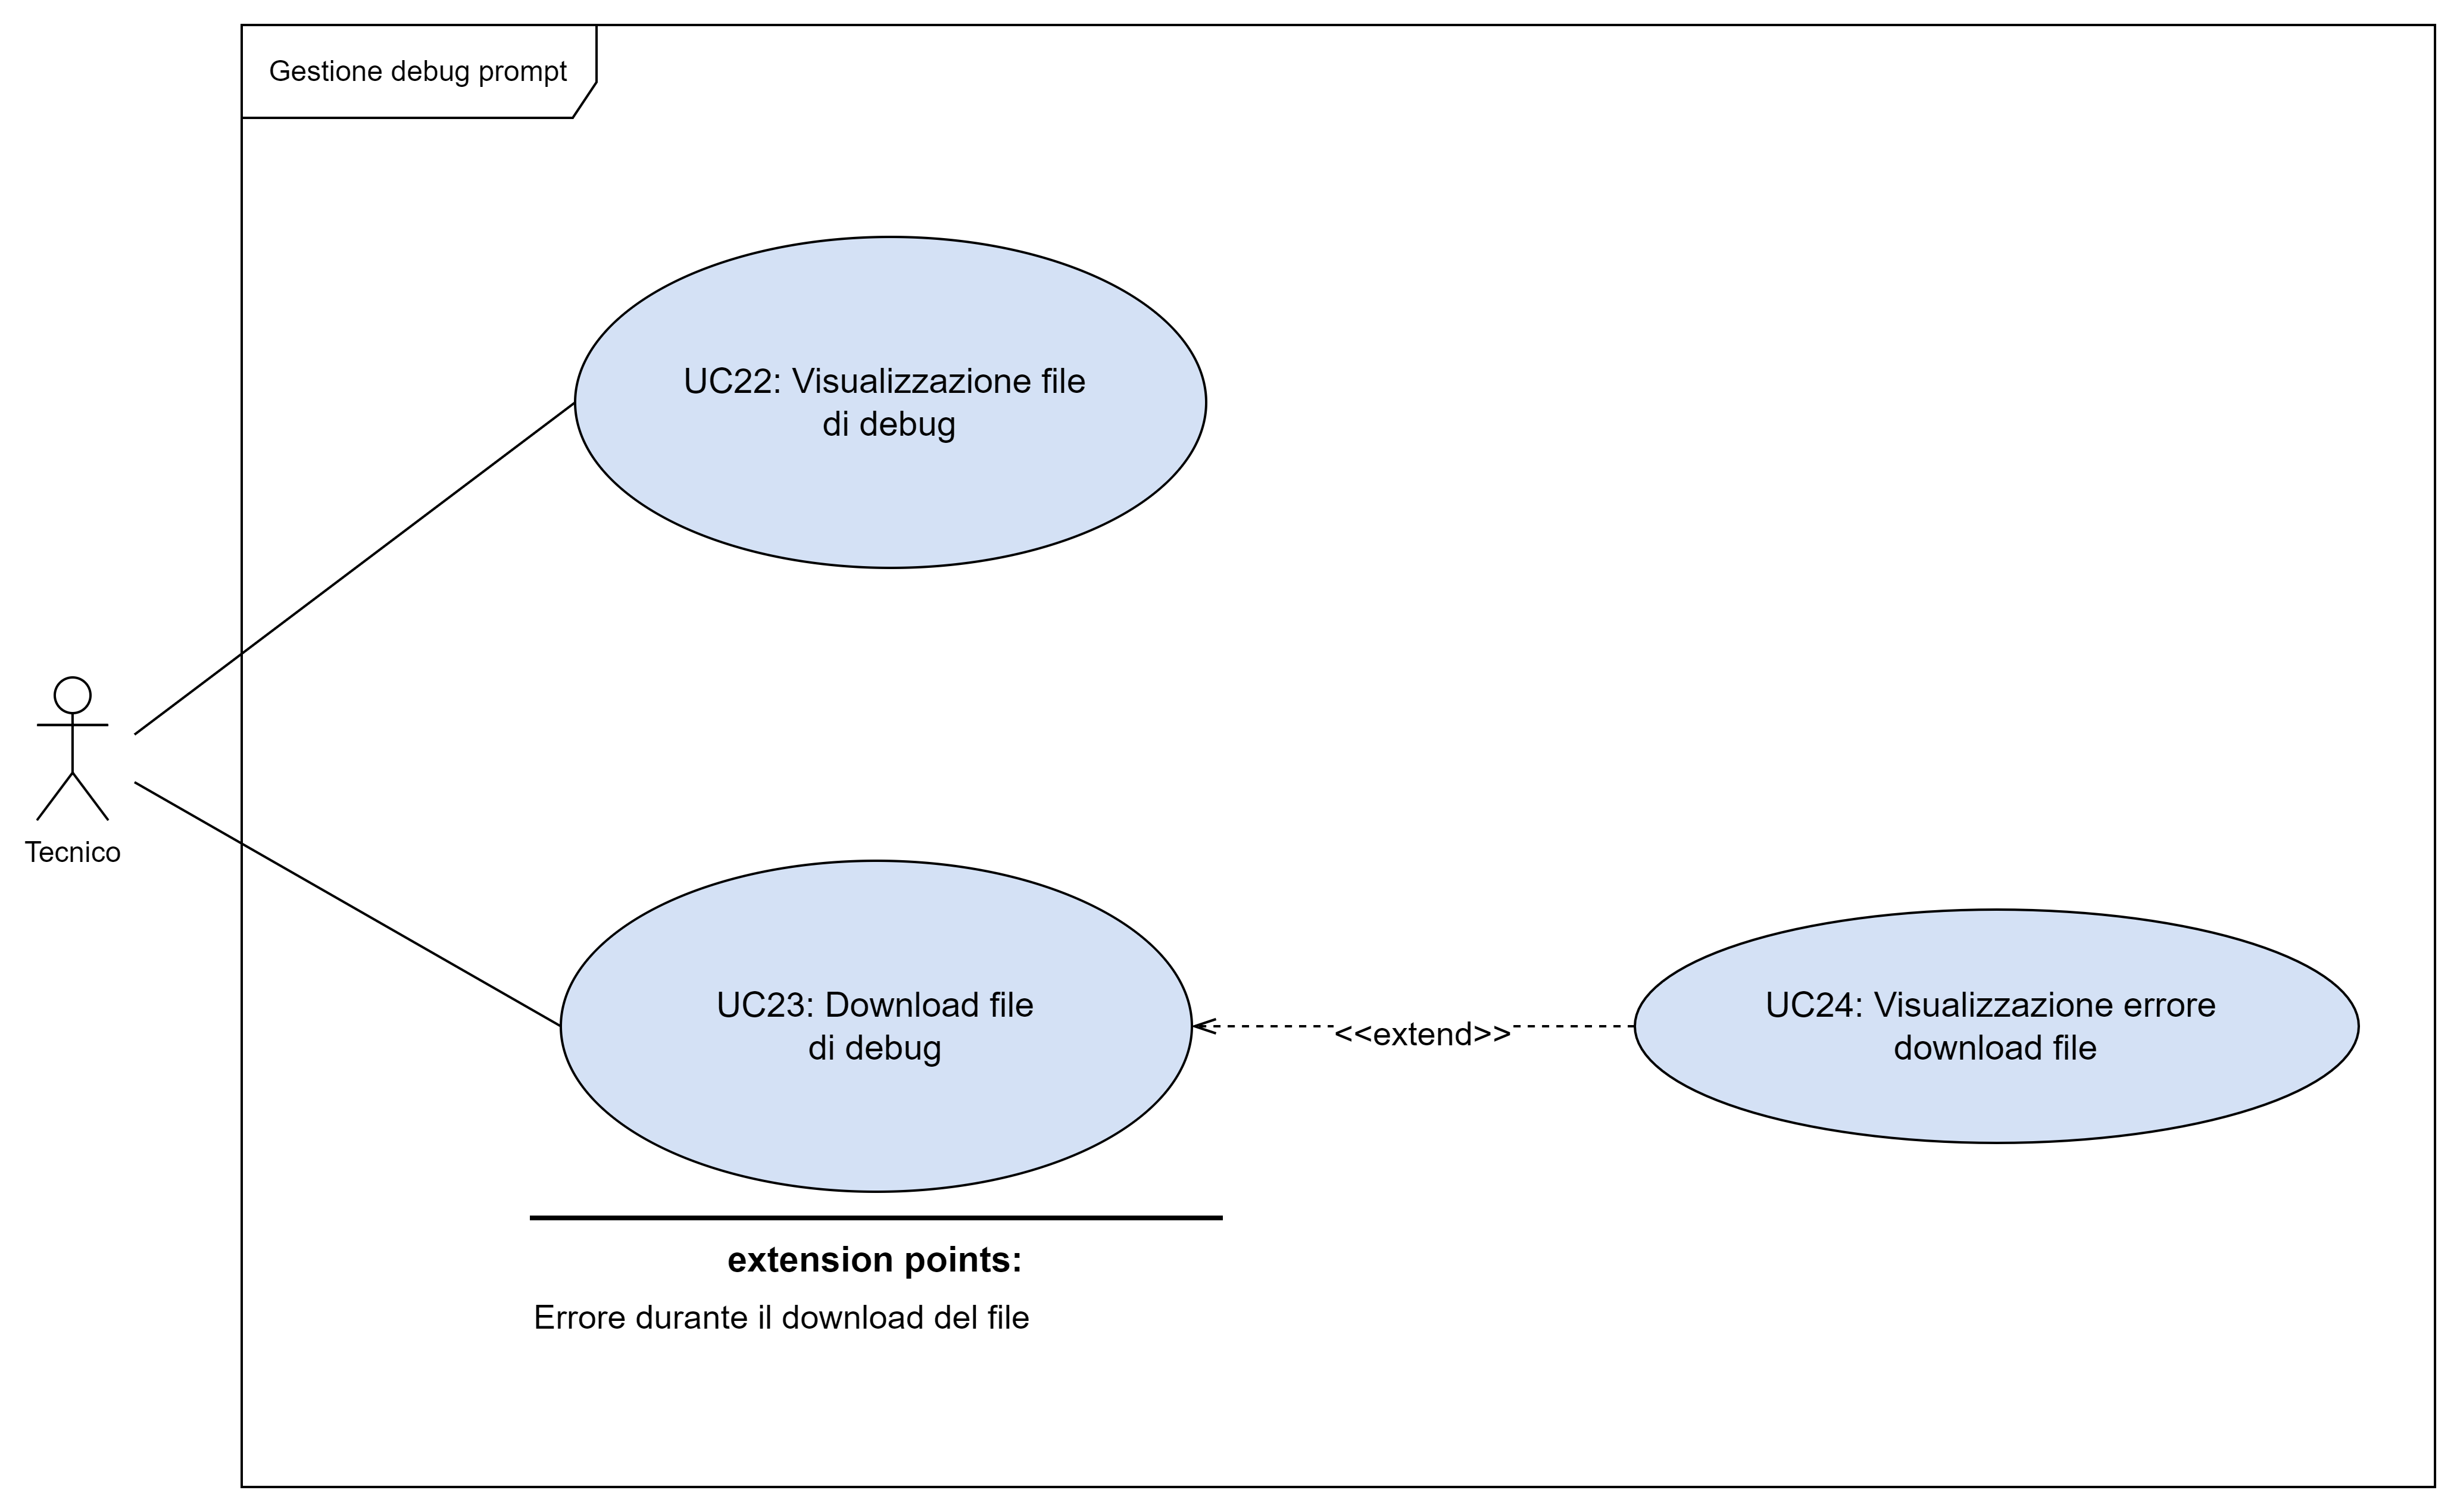 Gestione debug prompt
UC22: Visualizzazione file
di debug
Tecnico
UC23: Download file
di debug
<<extend>>
UC24: Visualizzazione errore
download file
extension points:
Errore durante il download del file